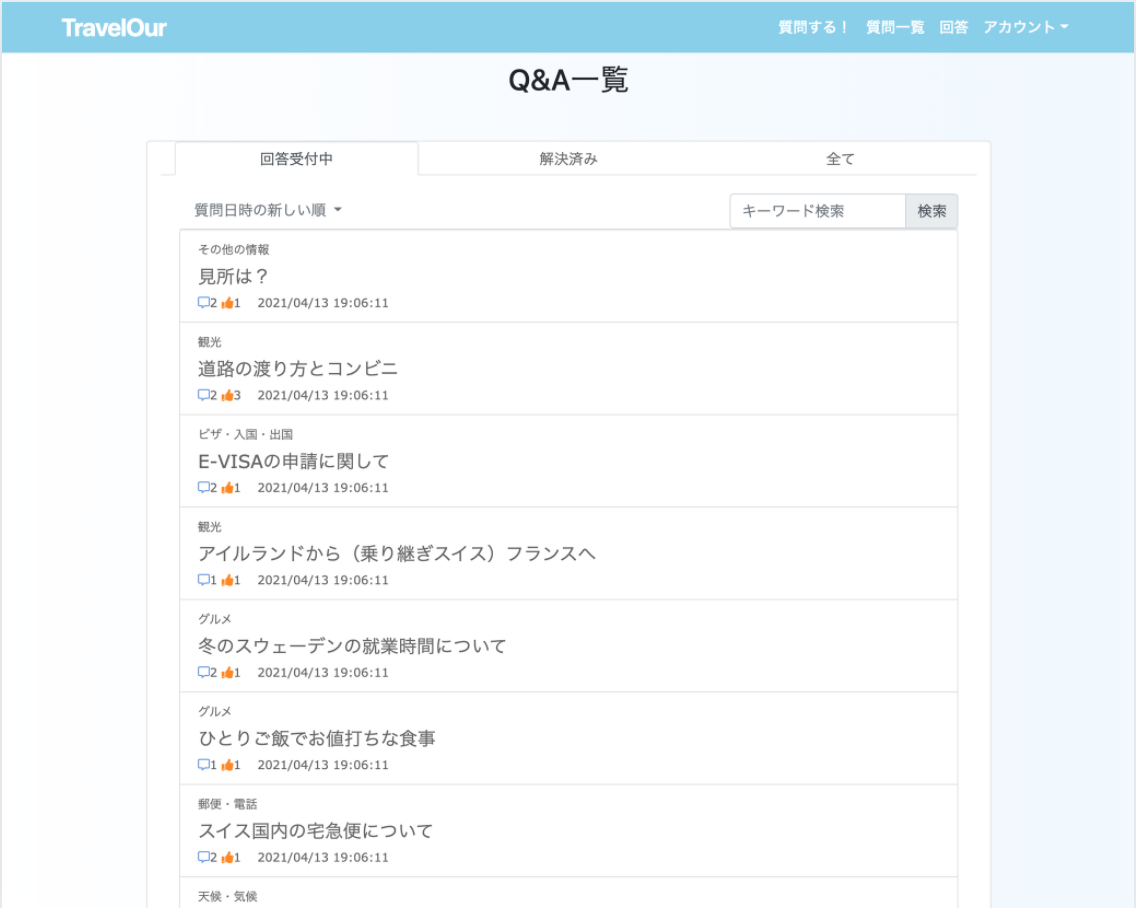 TravelOur
質問する！ 質問一覧 回答 アカウント
Q&A一覧
回答受付中 解決済み 全て
質問日時の新しい順 キーワード検索 検索
その他の情報
見所は？
2 1 2021/04/13 19:06:11
観光
道路の渡り方とコンビニ
2 3 2021/04/13 19:06:11
ビザ・入国・出国
E-VISAの申請に関して
2 1 2021/04/13 19:06:11
観光
アイルランドから（乗り継ぎスイス）フランスへ
1 1 2021/04/13 19:06:11
グルメ
冬のスウェーデンの就業時間について
2 1 2021/04/13 19:06:11
グルメ
ひとりご飯でお値打ちな食事
1 1 2021/04/13 19:06:11
郵便・電話
スイス国内の宅急便について
2 1 2021/04/13 19:06:11
天候・気候